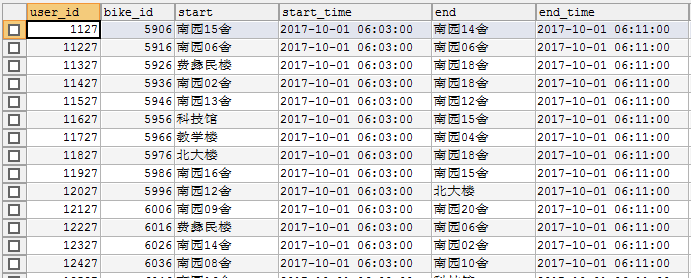 user_id bike_id start start_time end end_time
1127 5906 南园15舍 2017-10-01 06:03:00 南园14舍 2017-10-01 06:11:00
11227 5916 南园06舍 2017-10-01 06:03:00 南园06舍 2017-10-01 06:11:00
11327 5926 费彝民楼 2017-10-01 06:03:00 南园18舍 2017-10-01 06:11:00
11427 5936 南园02舍 2017-10-01 06:03:00 南园18舍 2017-10-01 06:11:00
11527 5946 南园13舍 2017-10-01 06:03:00 南园12舍 2017-10-01 06:11:00
11627 5956 科技馆 2017-10-01 06:03:00 南园15舍 2017-10-01 06:11:00
11727 5966 教学楼 2017-10-01 06:03:00 南园04舍 2017-10-01 06:11:00
11827 5976 北大楼 2017-10-01 06:03:00 南园18舍 2017-10-01 06:11:00
11927 5986 南园16舍 2017-10-01 06:03:00 南园15舍 2017-10-01 06:11:00
12027 5996 南园12舍 2017-10-01 06:03:00 北大楼 2017-10-01 06:11:00
12127 6006 南园09舍 2017-10-01 06:03:00 南园20舍 2017-10-01 06:11:00
12227 6016 费彝民楼 2017-10-01 06:03:00 南园06舍 2017-10-01 06:11:00
12327 6026 南园14舍 2017-10-01 06:03:00 南园02舍 2017-10-01 06:11:00
12427 6036 南园08舍 2017-10-01 06:03:00 南园10舍 2017-10-01 06:11:00